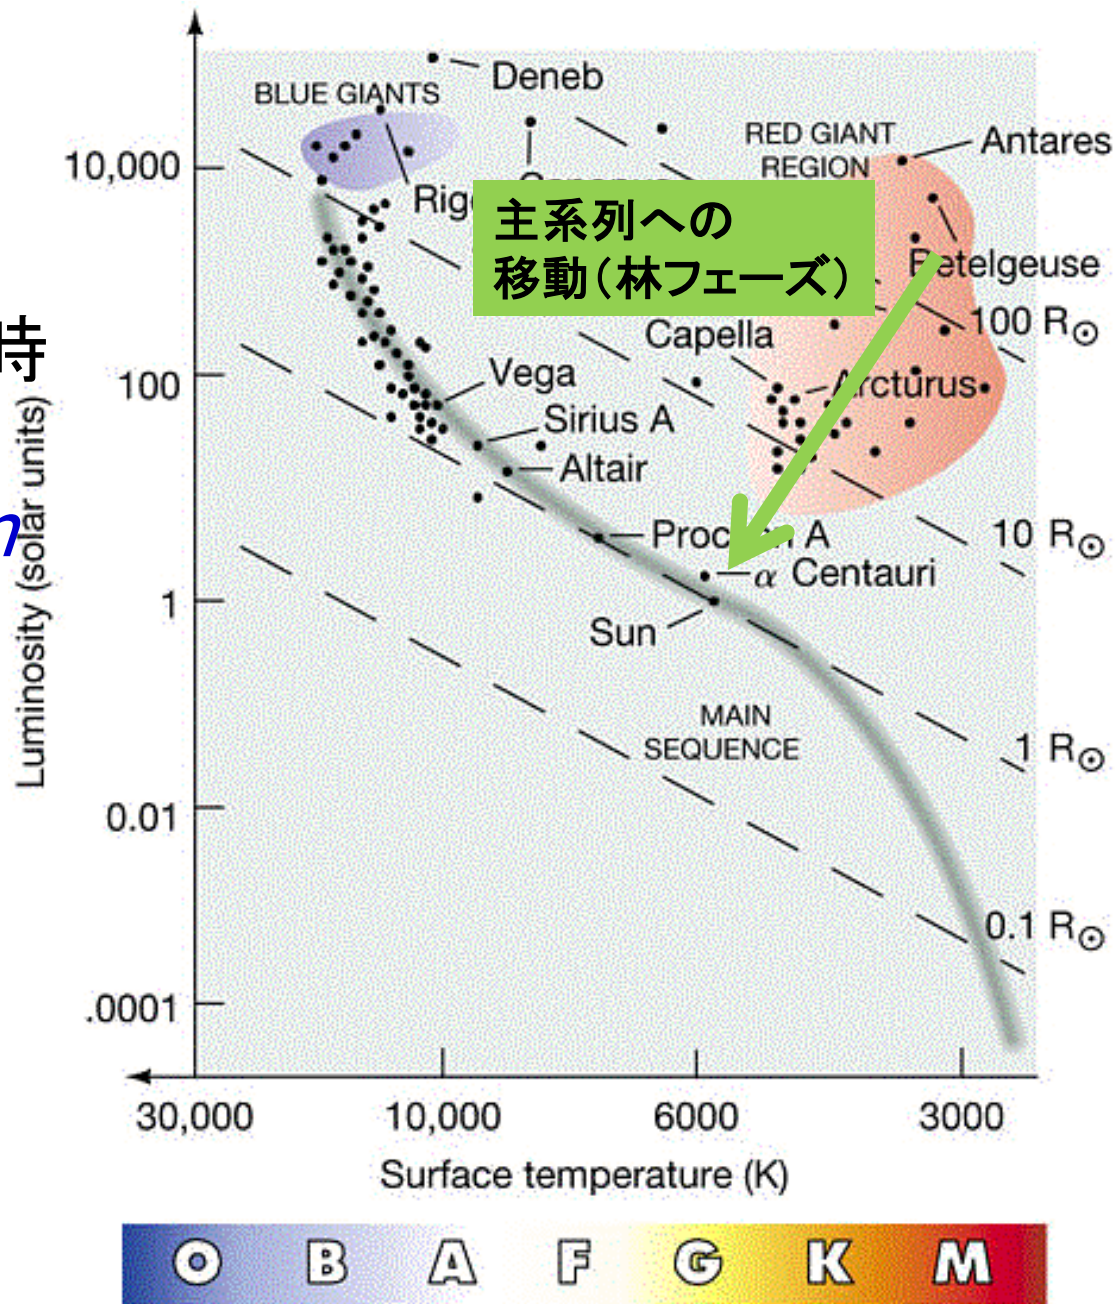 Deneb
BLUE GIANTS
RED GIANT
REGION
Antares
10,000
主系列への
移動(林フェーズ)
Betelgeuse
100 R☉
時
Capella
100
Vega
Arcturus
Sirius A
Altair
n
10 R☉
α Centauri
1
Sun
MAIN
SEQUENCE
1 R☉
0.01
0.1 R☉
.0001
Luminosity (solar units)
30,000
10,000
6000
3000
Surface temperature (K)
O B A F G K M